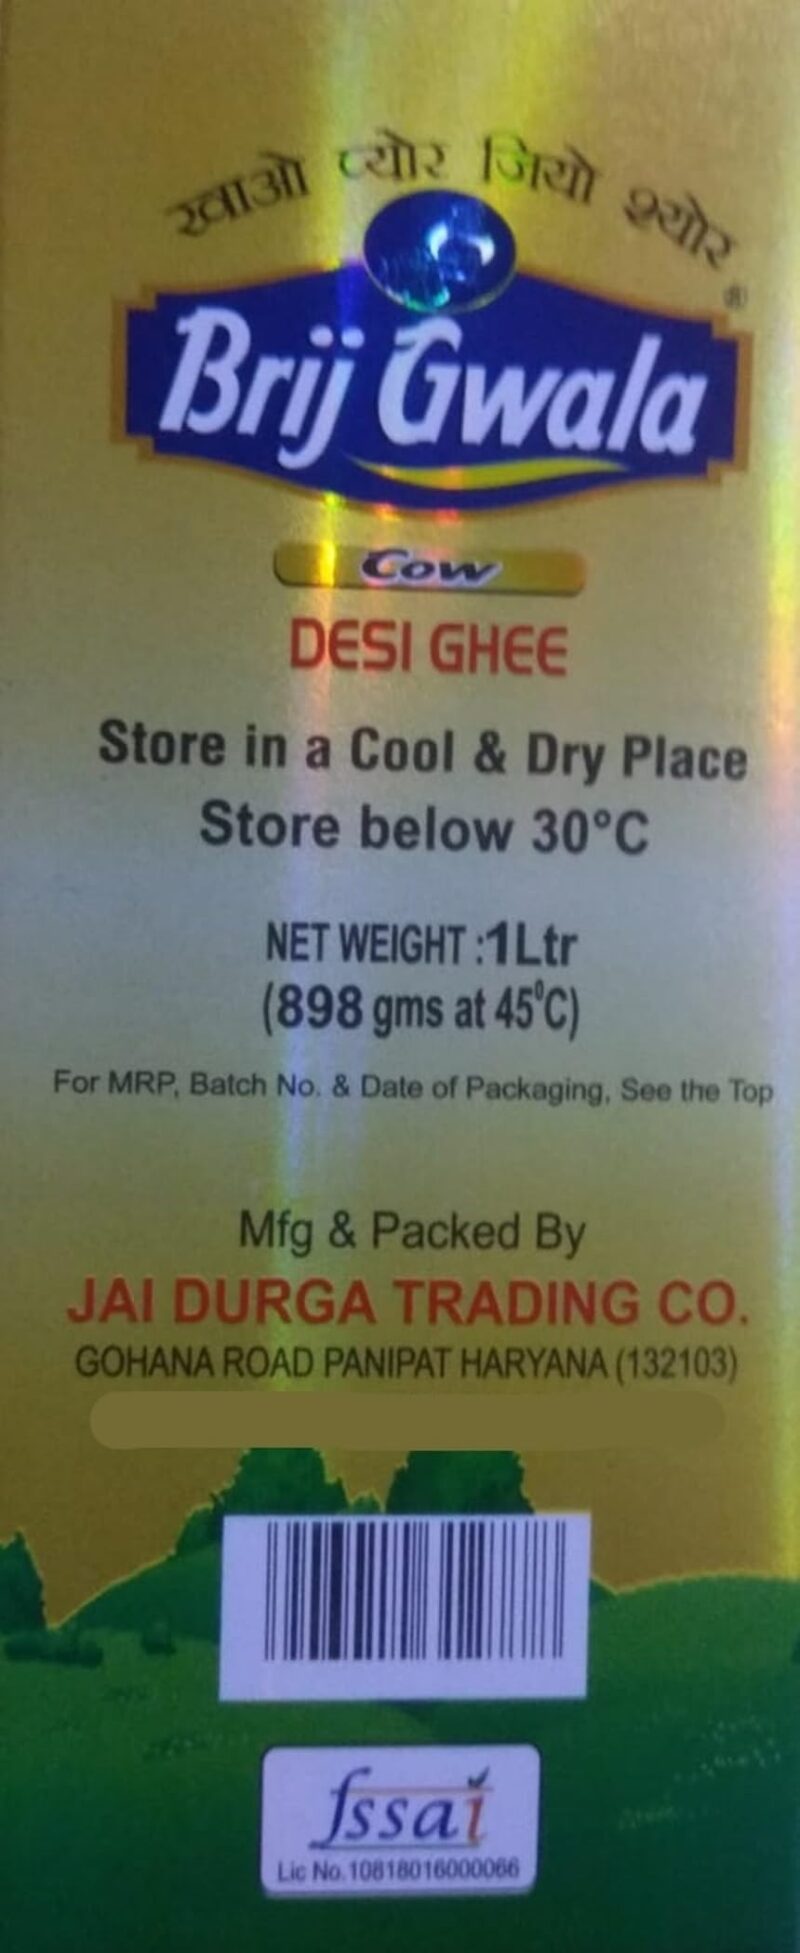 खाओ प्योर जियो श्योर
®
Brij Gwala
Cow
DESI GHEE
Store in a Cool & Dry Place
Store below 30°C
NET WEIGHT :1Ltr
(898 gms at 45°C)
For MRP, Batch No. & Date of Packaging, See the Top
Mfg & Packed By
JAI DURGA TRADING CO.
GOHANA ROAD PANIPAT HARYANA (132103)
fssai
Lic No.10818016000066